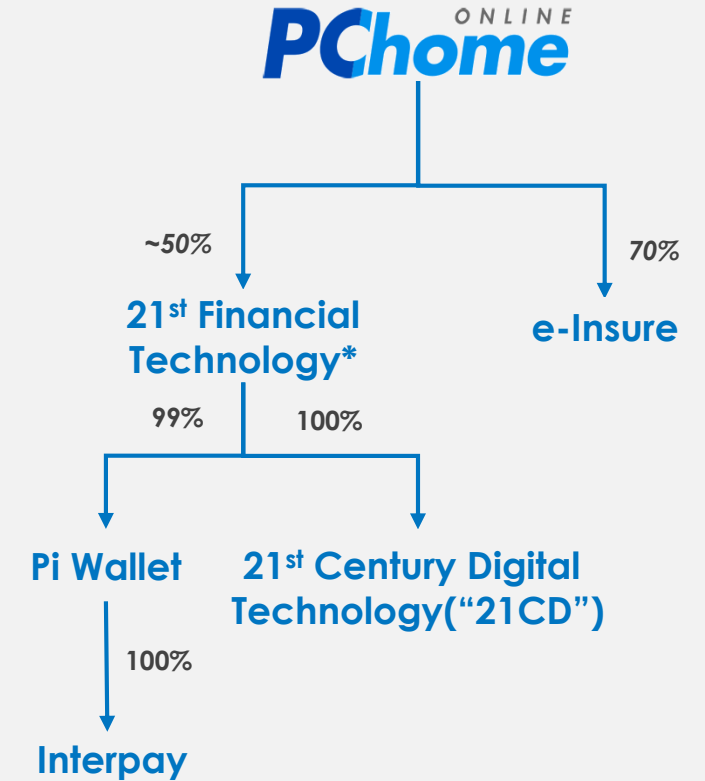 ONLINE
PChome
~50%
70%
21st Financial
Technology*
e-Insure
99%
100%
Pi Wallet
21st Century Digital
Technology(“21CD”)
100%
Interpay